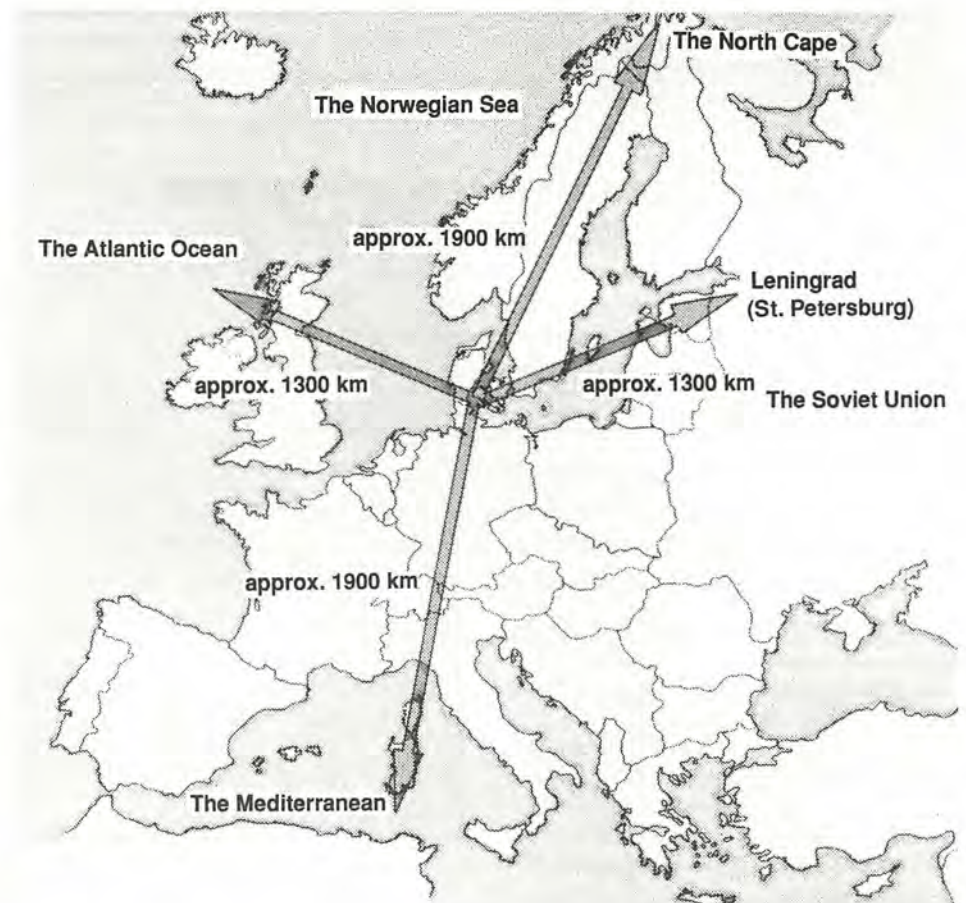 The North Cape
The Norwegian Sea
approx. 1900 km
The Atlantic Ocean
Leningrad
(St. Petersburg)
approx. 1300 km
approx. 1300 km
The Soviet Union
approx. 1900 km
The Mediterranean